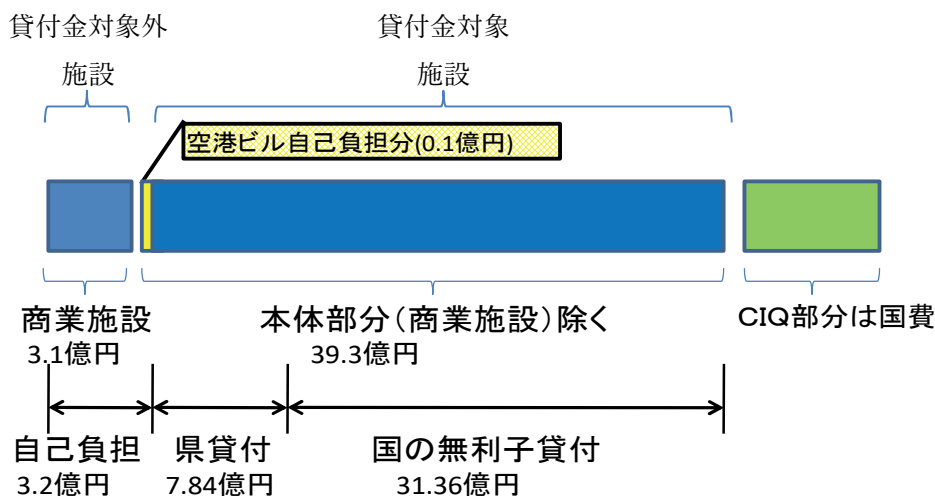 貸付金対象外
施設
貸付金対象
施設
空港ビル自己負担分(0.1億円)
商業施設
3.1億円
本体部分(商業施設)除く
39.3億円
CIQ部分は国費
自己負担
3.2億円
県貸付
7.84億円
国の無利子貸付
31.36億円